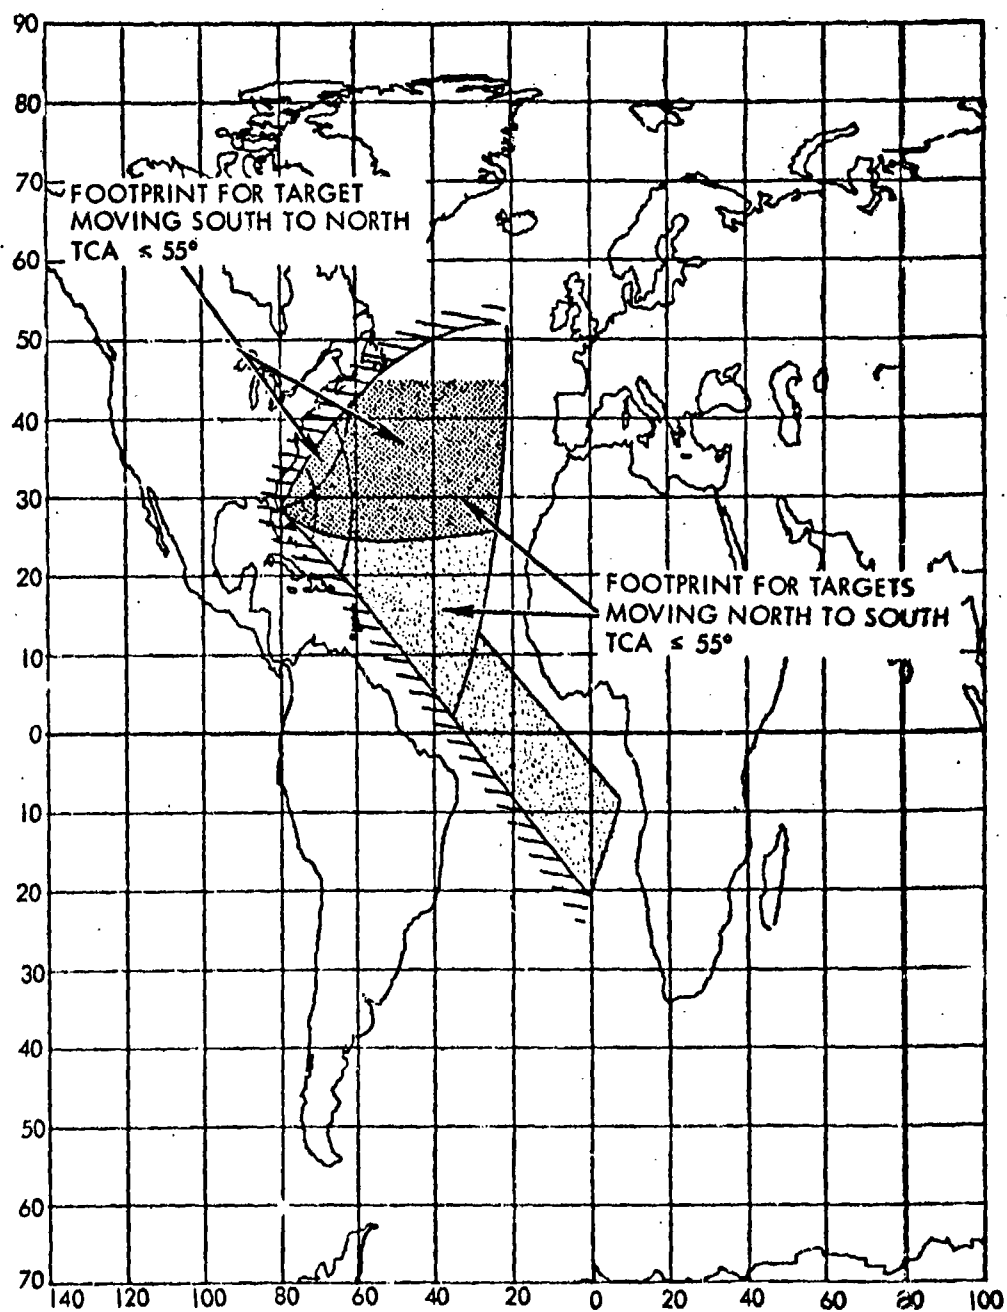 90
80
70
FOOTPRINT FOR TARGET
MOVING SOUTH TO NORTH
TCA ≤ 55°
60
50
40
30
20
FOOTPRINT FOR TARGETS
MOVING NORTH TO SOUTH
TCA ≤ 55°
10
0
10
20
30
40
50
60
70
140 120 100 80 60 40 20 0 20 40 60 80 100